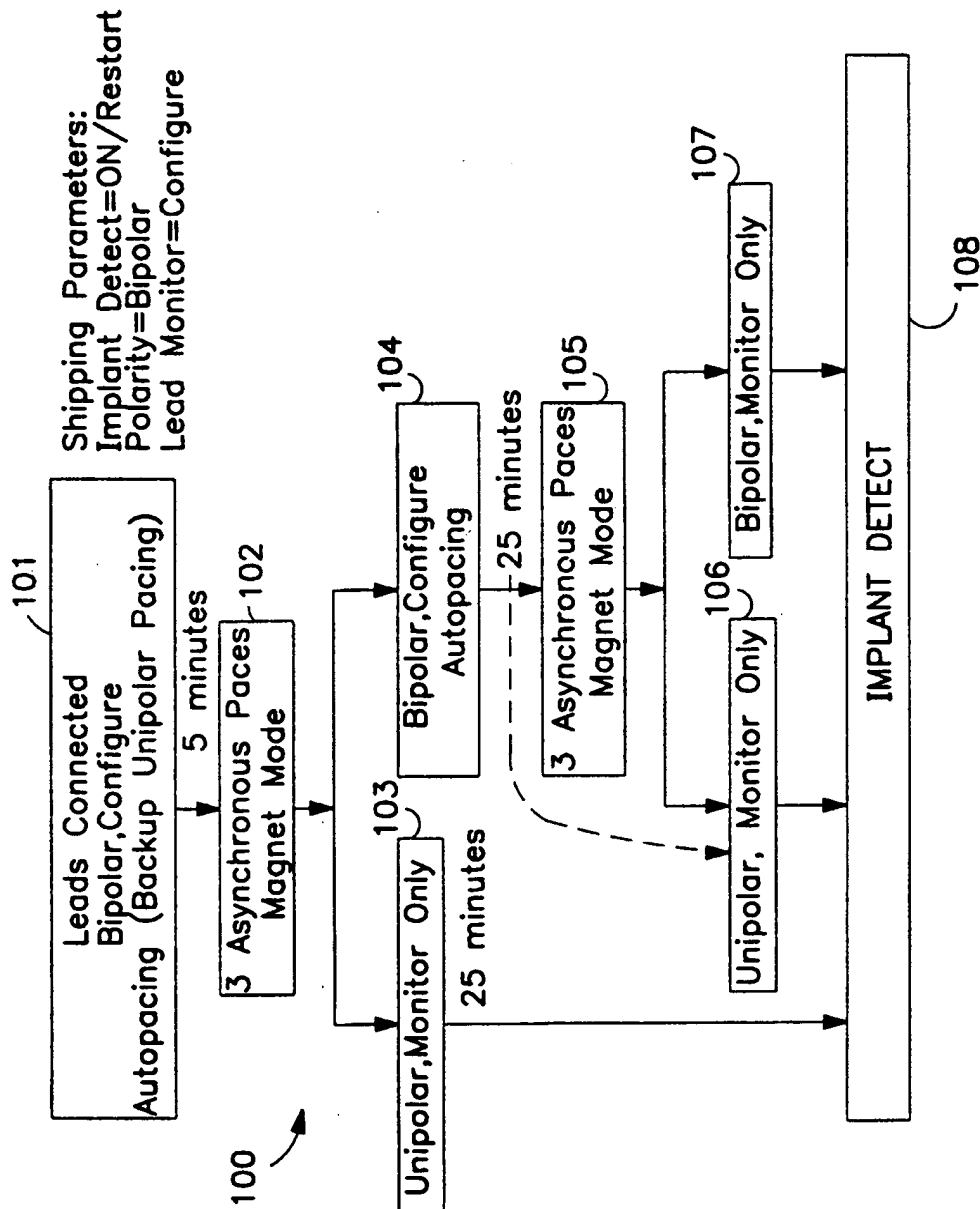 101
Leads Connected
Bipolar,Configure
Autopacing (Backup Unipolar Pacing)
Shipping Parameters:
Implant Detect=ON/Restart
Polarity=Bipolar
Lead Monitor=Configure
5 minutes
102
3 Asynchronous Paces
Magnet Mode
100
103
Unipolar,Monitor Only
25 minutes
104
Bipolar,Configure
Autopacing
25 minutes
105
3 Asynchronous Paces
Magnet Mode
106
Unipolar, Monitor Only
107
Bipolar,Monitor Only
IMPLANT DETECT
108